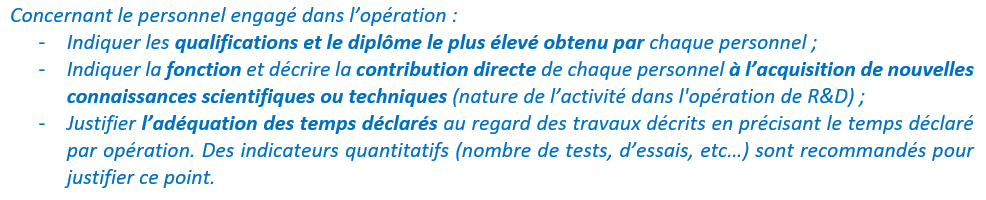 Concernant le personnel engagé dans l’opération :
- Indiquer les qualifications et le diplôme le plus élevé obtenu par chaque personnel ;
- Indiquer la fonction et décrire la contribution directe de chaque personnel à l’acquisition de nouvelles
connaissances scientifiques ou techniques (nature de l’activité dans l'opération de R&D) ;
- Justifier l’adéquation des temps déclarés au regard des travaux décrits en précisant le temps déclaré
par opération. Des indicateurs quantitatifs (nombre de tests, d’essais, etc…) sont recommandés pour
justifier ce point.